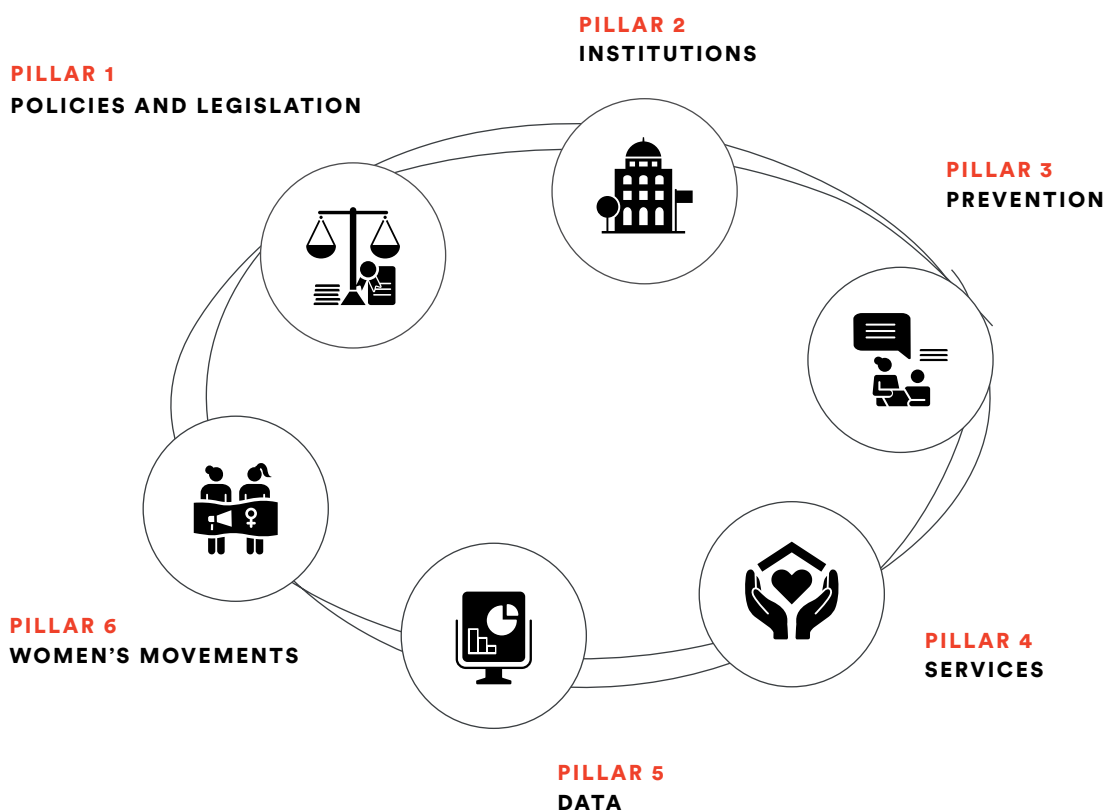 PILLAR 1
POLICIES AND LEGISLATION
PILLAR 2
INSTITUTIONS
PILLAR 3
PREVENTION
PILLAR 4
SERVICES
PILLAR 5
DATA
PILLAR 6
WOMEN’S MOVEMENTS